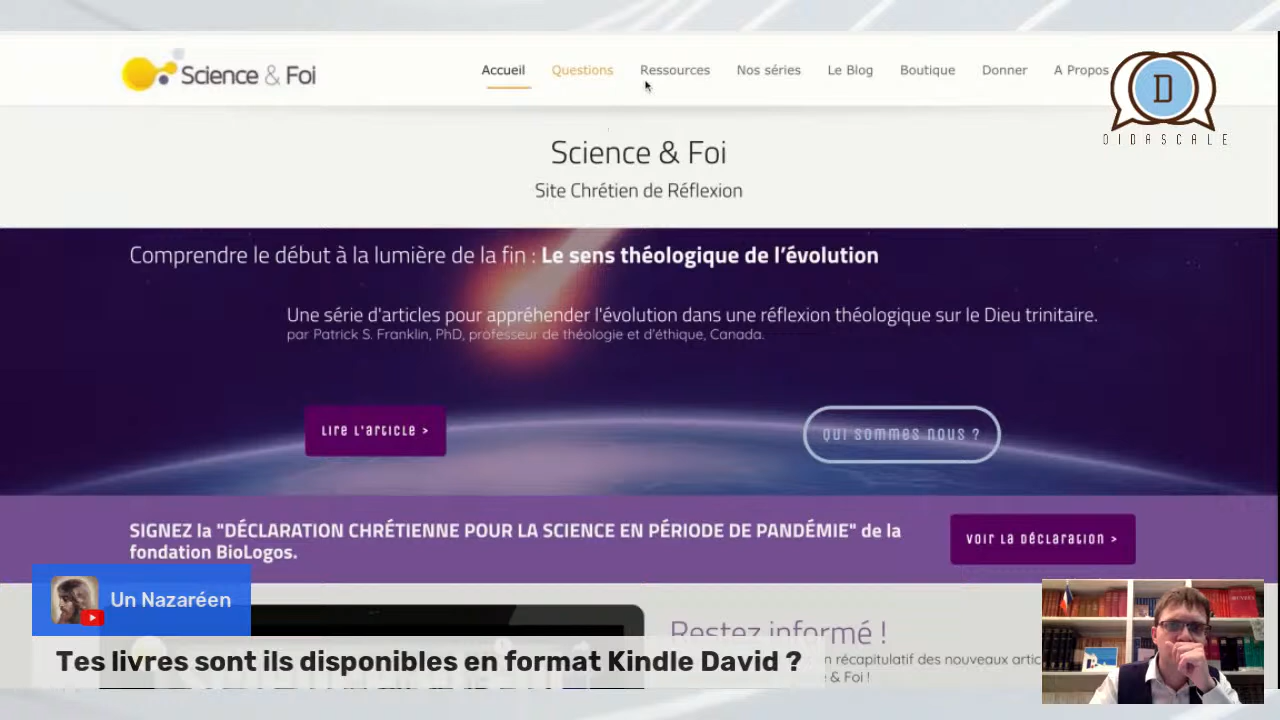 Science & Foi
Accueil
Questions
Ressources
Nos séries
Le Blog
Boutique
Donner
A Propos
D
DIDASCALE
Science & Foi
Site Chrétien de Réflexion
Comprendre le début à la lumière de la fin : Le sens théologique de l'évolution
Une série d'articles pour appréhender l'évolution dans une réflexion théologique sur le Dieu trinitaire.
par Patrick S. Franklin, PhD, professeur de théologie et d'éthique, Canada.
Lire l'article >
Qui sommes nous ?
SIGNEZ la "DÉCLARATION CHRÉTIENNE POUR LA SCIENCE EN PÉRIODE DE PANDÉMIE" de la
fondation BioLogos.
Voir la déclaration >
Un Nazaréen
Restez informé !
récapitulatif des nouveaux
& Foi !
Tes livres sont ils disponibles en format Kindle David ?